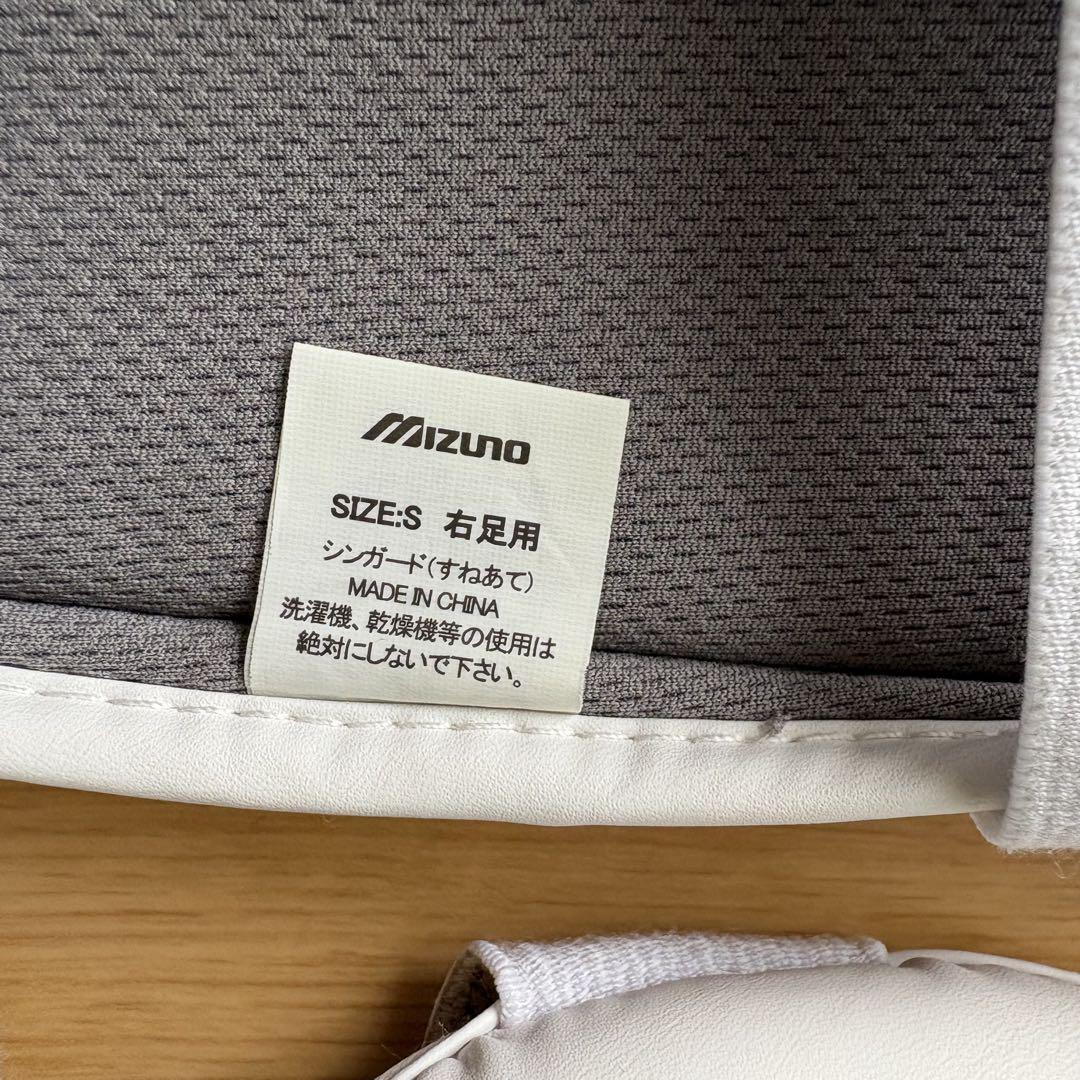 MIZUNO
SIZE:S 右足用
シンガード(すねあて)
MADE IN CHINA
洗濯機、乾燥機等の使用は
絶対にしないで下さい。